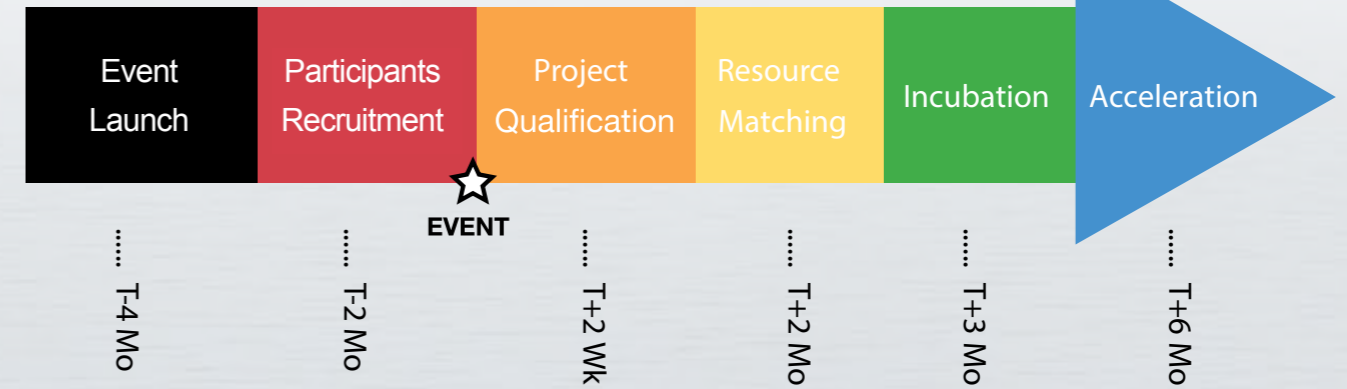 Event
Launch
Participants
Recruitment
Project
Qualification
Resource
Matching
Incubation
Acceleration
EVENT
...... T-4 Mo
...... T-2 Mo
...... T+2 Wk
...... T+2 Mo
...... T+3 Mo
...... T+6 Mo